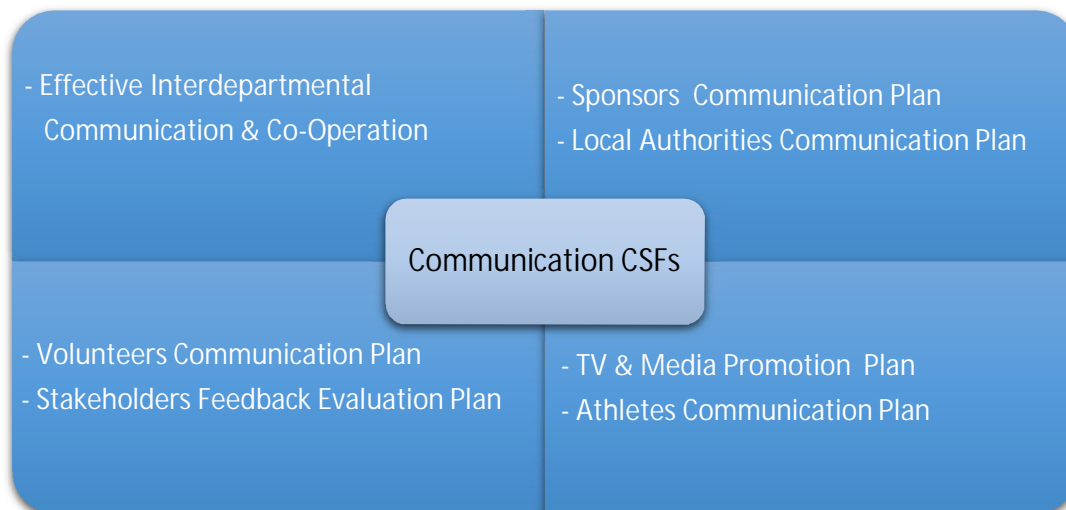 - Effective Interdepartmental
Communication & Co-Operation
- Sponsors Communication Plan
- Local Authorities Communication Plan
Communication CSFs
- Volunteers Communication Plan
- Stakeholders Feedback Evaluation Plan
- TV & Media Promotion Plan
- Athletes Communication Plan